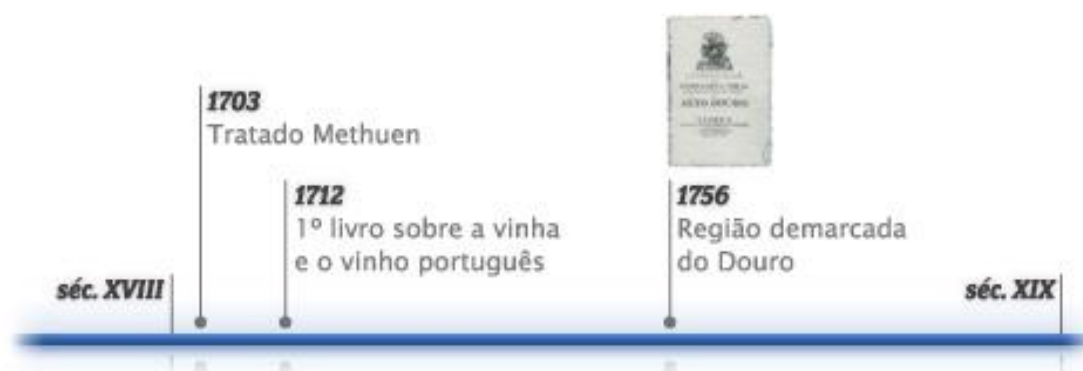 1703
Tratado Methuen
1712
1º livro sobre a vinha
e o vinho português
1756
Região demarcada
do Douro
séc. XVIII
séc. XIX